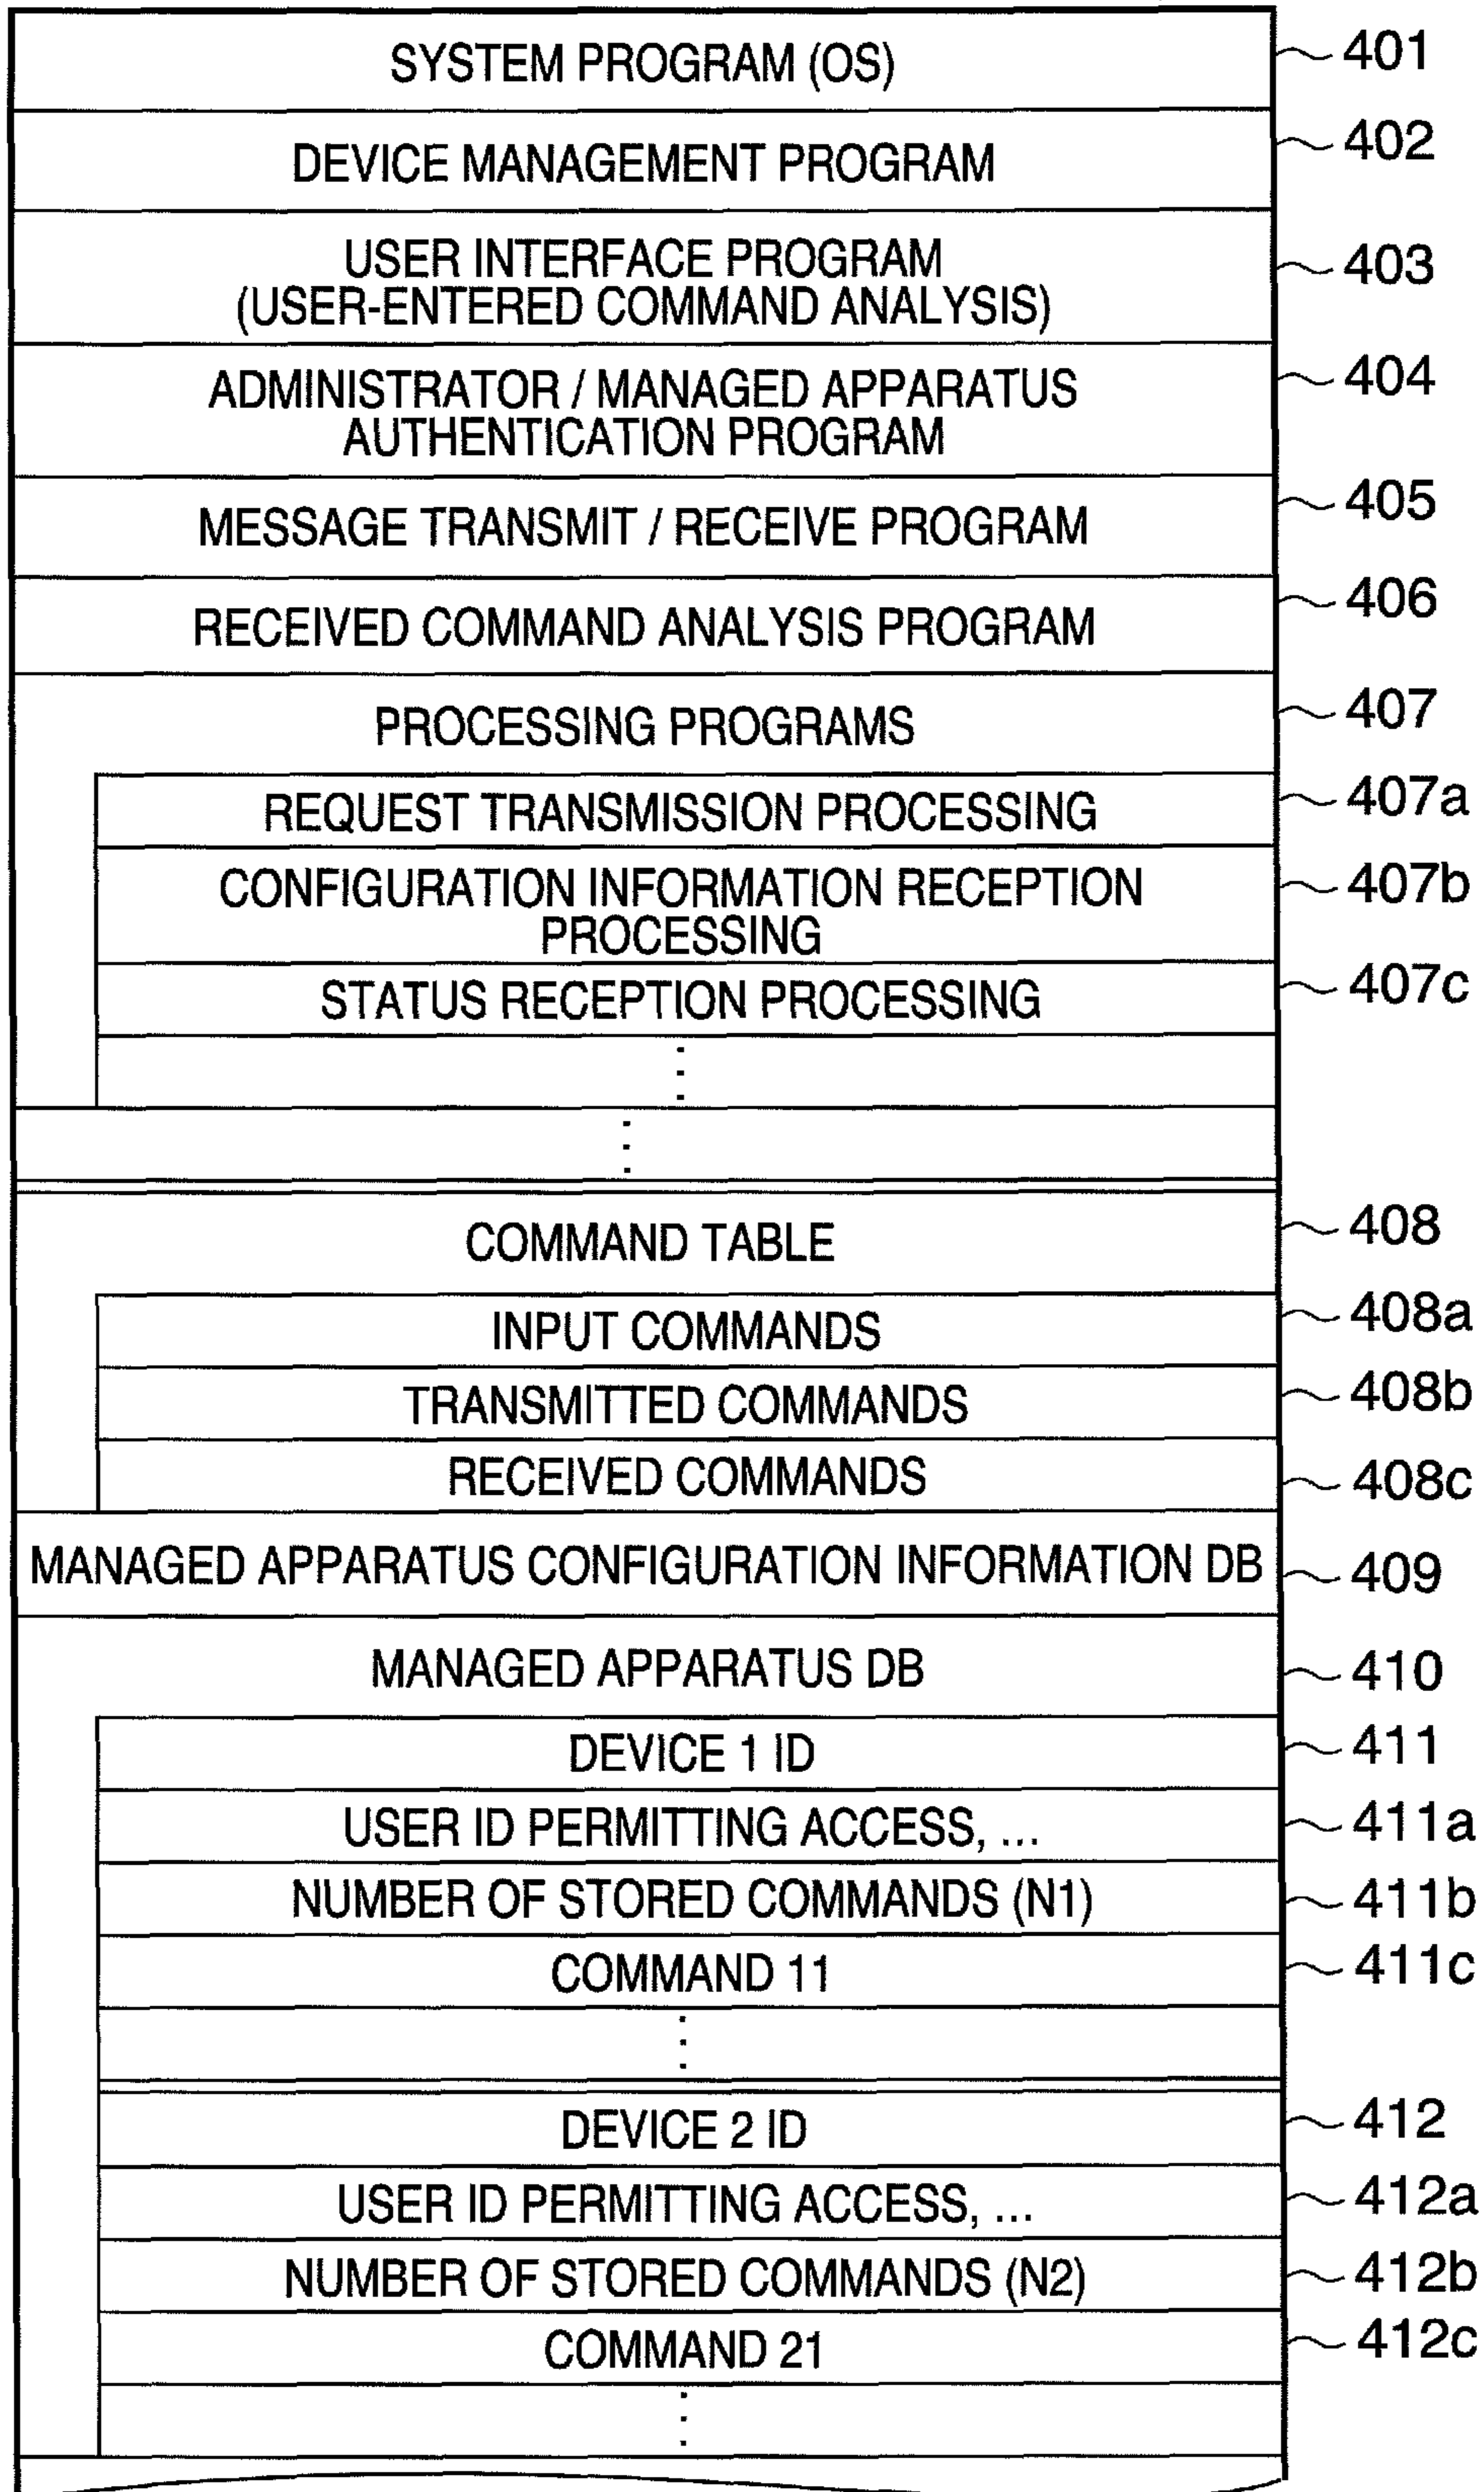 SYSTEM PROGRAM (OS) 401
DEVICE MANAGEMENT PROGRAM 402
USER INTERFACE PROGRAM
(USER-ENTERED COMMAND ANALYSIS) 403
ADMINISTRATOR / MANAGED APPARATUS
AUTHENTICATION PROGRAM 404
MESSAGE TRANSMIT / RECEIVE PROGRAM 405
RECEIVED COMMAND ANALYSIS PROGRAM 406
PROCESSING PROGRAMS 407
REQUEST TRANSMISSION PROCESSING 407a
CONFIGURATION INFORMATION RECEPTION
PROCESSING 407b
STATUS RECEPTION PROCESSING 407c
⋮
⋮
COMMAND TABLE 408
INPUT COMMANDS 408a
TRANSMITTED COMMANDS 408b
RECEIVED COMMANDS 408c
MANAGED APPARATUS CONFIGURATION INFORMATION DB 409
MANAGED APPARATUS DB 410
DEVICE 1 ID 411
USER ID PERMITTING ACCESS, ... 411a
NUMBER OF STORED COMMANDS (N1) 411b
COMMAND 11 411c
⋮
DEVICE 2 ID 412
USER ID PERMITTING ACCESS, ... 412a
NUMBER OF STORED COMMANDS (N2) 412b
COMMAND 21 412c
⋮